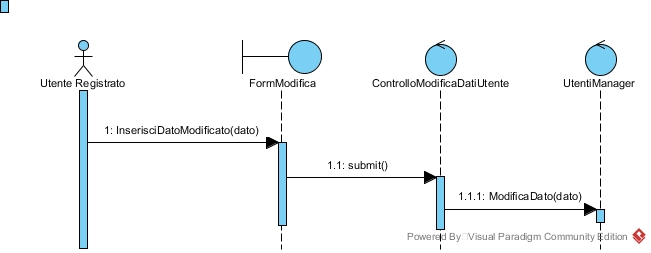 Utente Registrato
FormModifica
ControlloModificaDatiUtente
UtentiManager
1: InserisciDatoModificato(dato)
1.1: submit()
1.1.1: ModificaDato(dato)
Powered By Visual Paradigm Community Edition